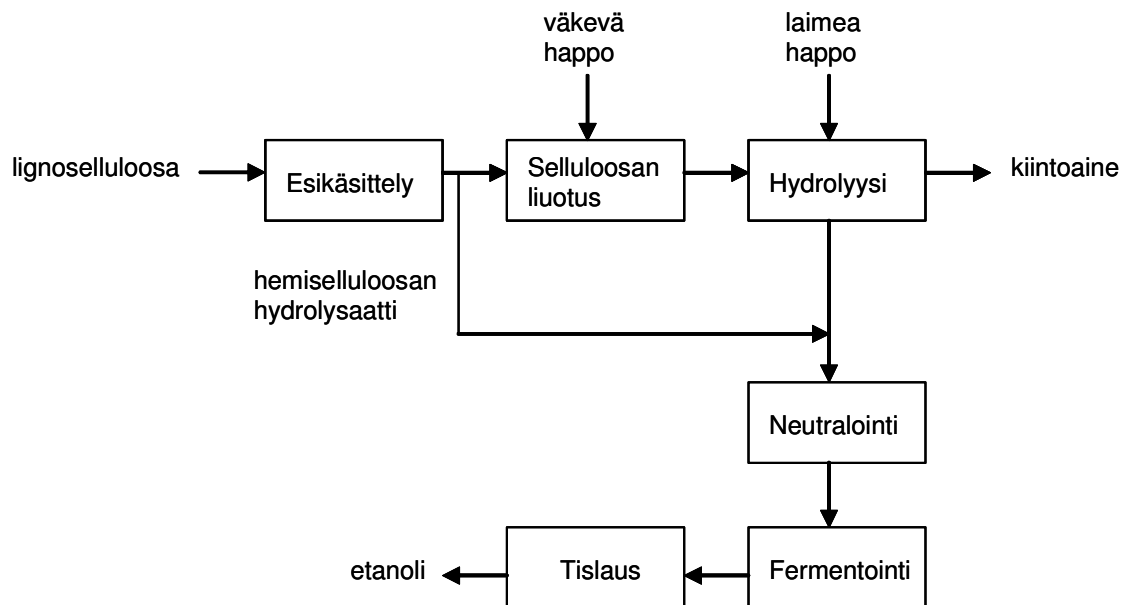 väkevä
happo
laimea
happo
lignoselluloosa
Esikäsittely
Selluloosan
liuotus
Hydrolyysi
kiintoaine
hemiselluloosan
hydrolysaatti
Neutralointi
etanoli
Tislaus
Fermentointi